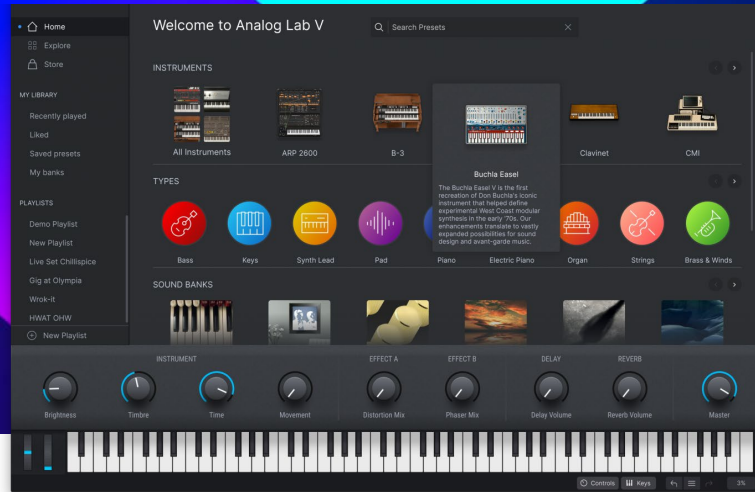 Home
Explore
Store
MY LIBRARY
Recently played
Liked
Saved presets
My banks
PLAYLISTS
Demo Playlist
New Playlist
Live Set Chillispice
Gig at Olympia
Wrok-it
HWAT OHW
New Playlist
Welcome to Analog Lab V
Search Presets
INSTRUMENTS
All Instruments
ARP 2600
B-3
Buchla Easel
The Buchla Easel V is the first
recreation of Don Buchla's iconic
instrument that helped define
experimental West Coast modular
synthesis in the early '70s. Our
enhancements translate to vastly
expanded possibilities for sound
design and avant-garde music.
Clavinet
CMI
TYPES
Bass
Keys
Synth Lead
Pad
Piano
Electric Piano
Organ
Strings
Brass & Winds
SOUND BANKS
INSTRUMENT
EFFECT A
EFFECT B
DELAY
REVERB
Brightness
Timbre
Time
Movement
Distortion Mix
Phaser Mix
Delay Volume
Reverb Volume
Master
Controls
Keys
3%